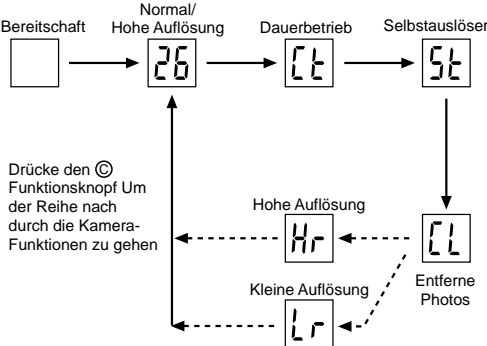 Bereitschaft
Normal/
Hohe Auflösung
Dauerbetrieb
Selbstauslöser
26
Ct
St
Drücke den Ⓒ
Funktionsknopf Um
der Reihe nach
durch die Kamera-
Funktionen zu gehen
Hohe Auflösung
Hr
CL
Entferne
Photos
Kleine Auflösung
Lr